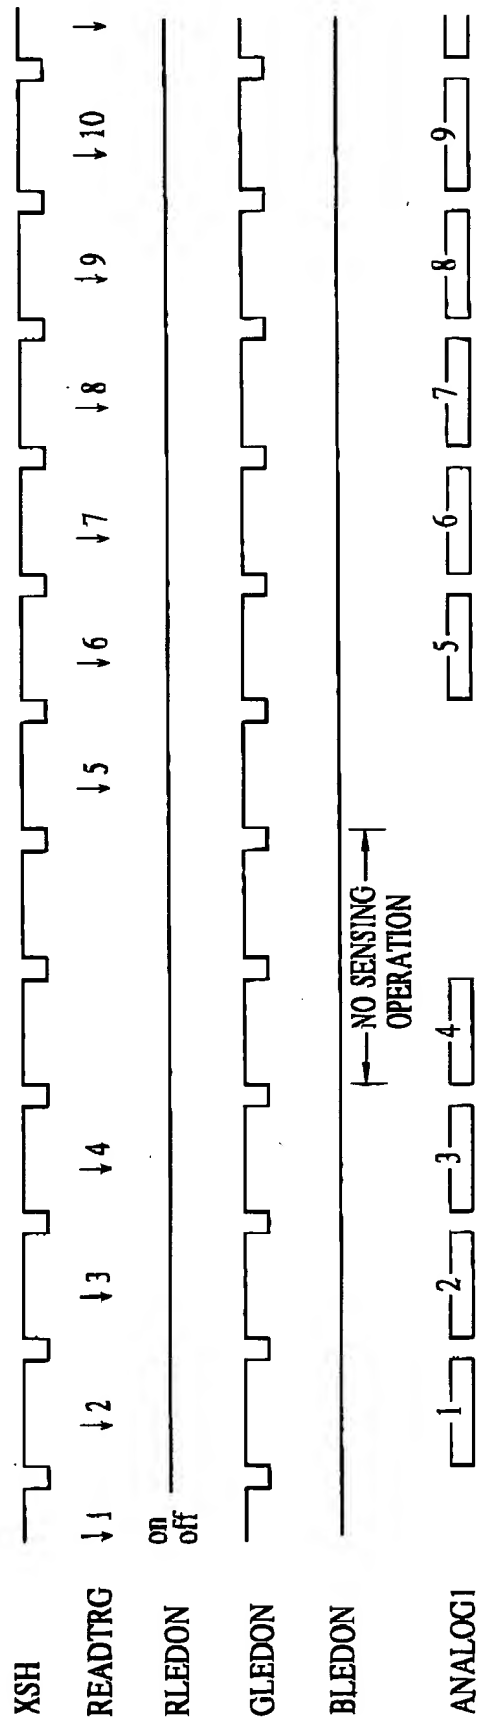 XSH
READTRG 1 2 3 4 5 6 7 8 9 10
RLEDON on
off
GLEDON
BLEDON
NO SENSING
OPERATION
ANALOG1 1 2 3 4 5 6 7 8 9